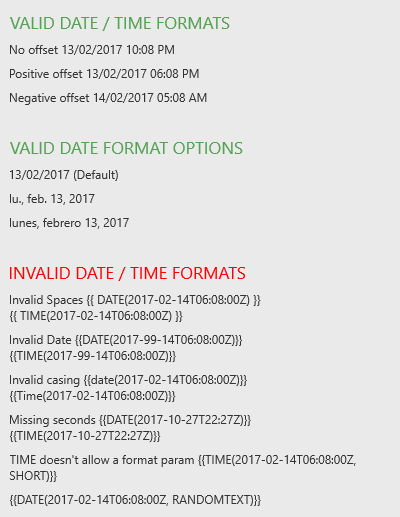 VALID DATE / TIME FORMATS
No offset 13/02/2017 10:08 PM
Positive offset 13/02/2017 06:08 PM
Negative offset 14/02/2017 05:08 AM
VALID DATE FORMAT OPTIONS
13/02/2017 (Default)
lu., feb. 13, 2017
lunes, febrero 13, 2017
INVALID DATE / TIME FORMATS
Invalid Spaces {{ DATE(2017-02-14T06:08:00Z) }}
{{ TIME(2017-02-14T06:08:00Z) }}
Invalid Date {{DATE(2017-99-14T06:08:00Z)}}
{{TIME(2017-99-14T06:08:00Z)}}
Invalid casing {{date(2017-02-14T06:08:00Z)}}
{{Time(2017-02-14T06:08:00Z)}}
Missing seconds {{DATE(2017-10-27T22:27Z)}}
{{TIME(2017-10-27T22:27Z)}}
TIME doesn't allow a format param {{TIME(2017-02-14T06:08:00Z,
SHORT)}}
{{DATE(2017-02-14T06:08:00Z, RANDOMTEXT)}}